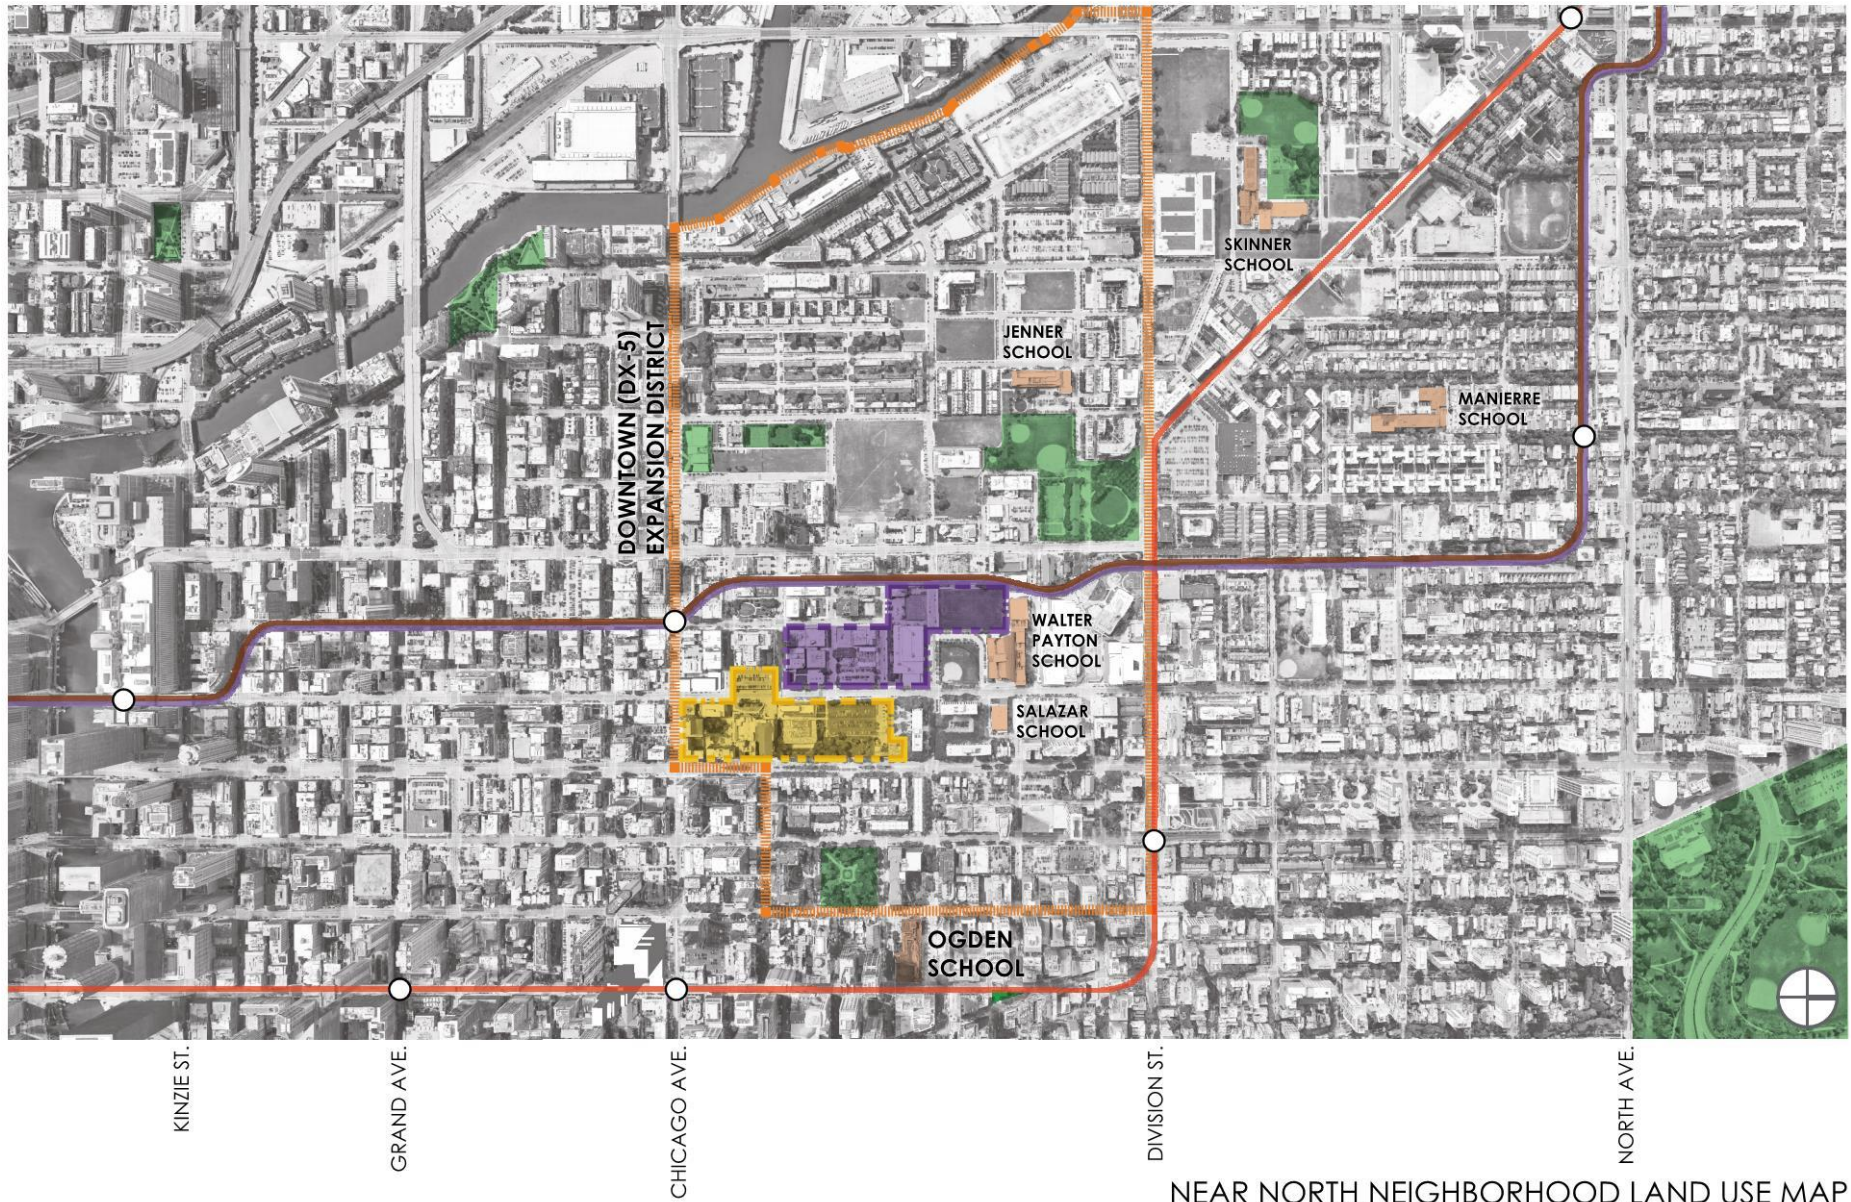 SKINNER
SCHOOL
JENNER
SCHOOL
DOWNTOWN (DX-5)
EXPANSION DISTRICT
MANIERRE
SCHOOL
WALTER
PAYTON
SCHOOL
SALAZAR
SCHOOL
OGDEN
SCHOOL
KINZIE ST.
GRAND AVE.
CHICAGO AVE.
DIVISION ST.
NORTH AVE.
NEAR NORTH NEIGHBORHOOD LAND USE MAP